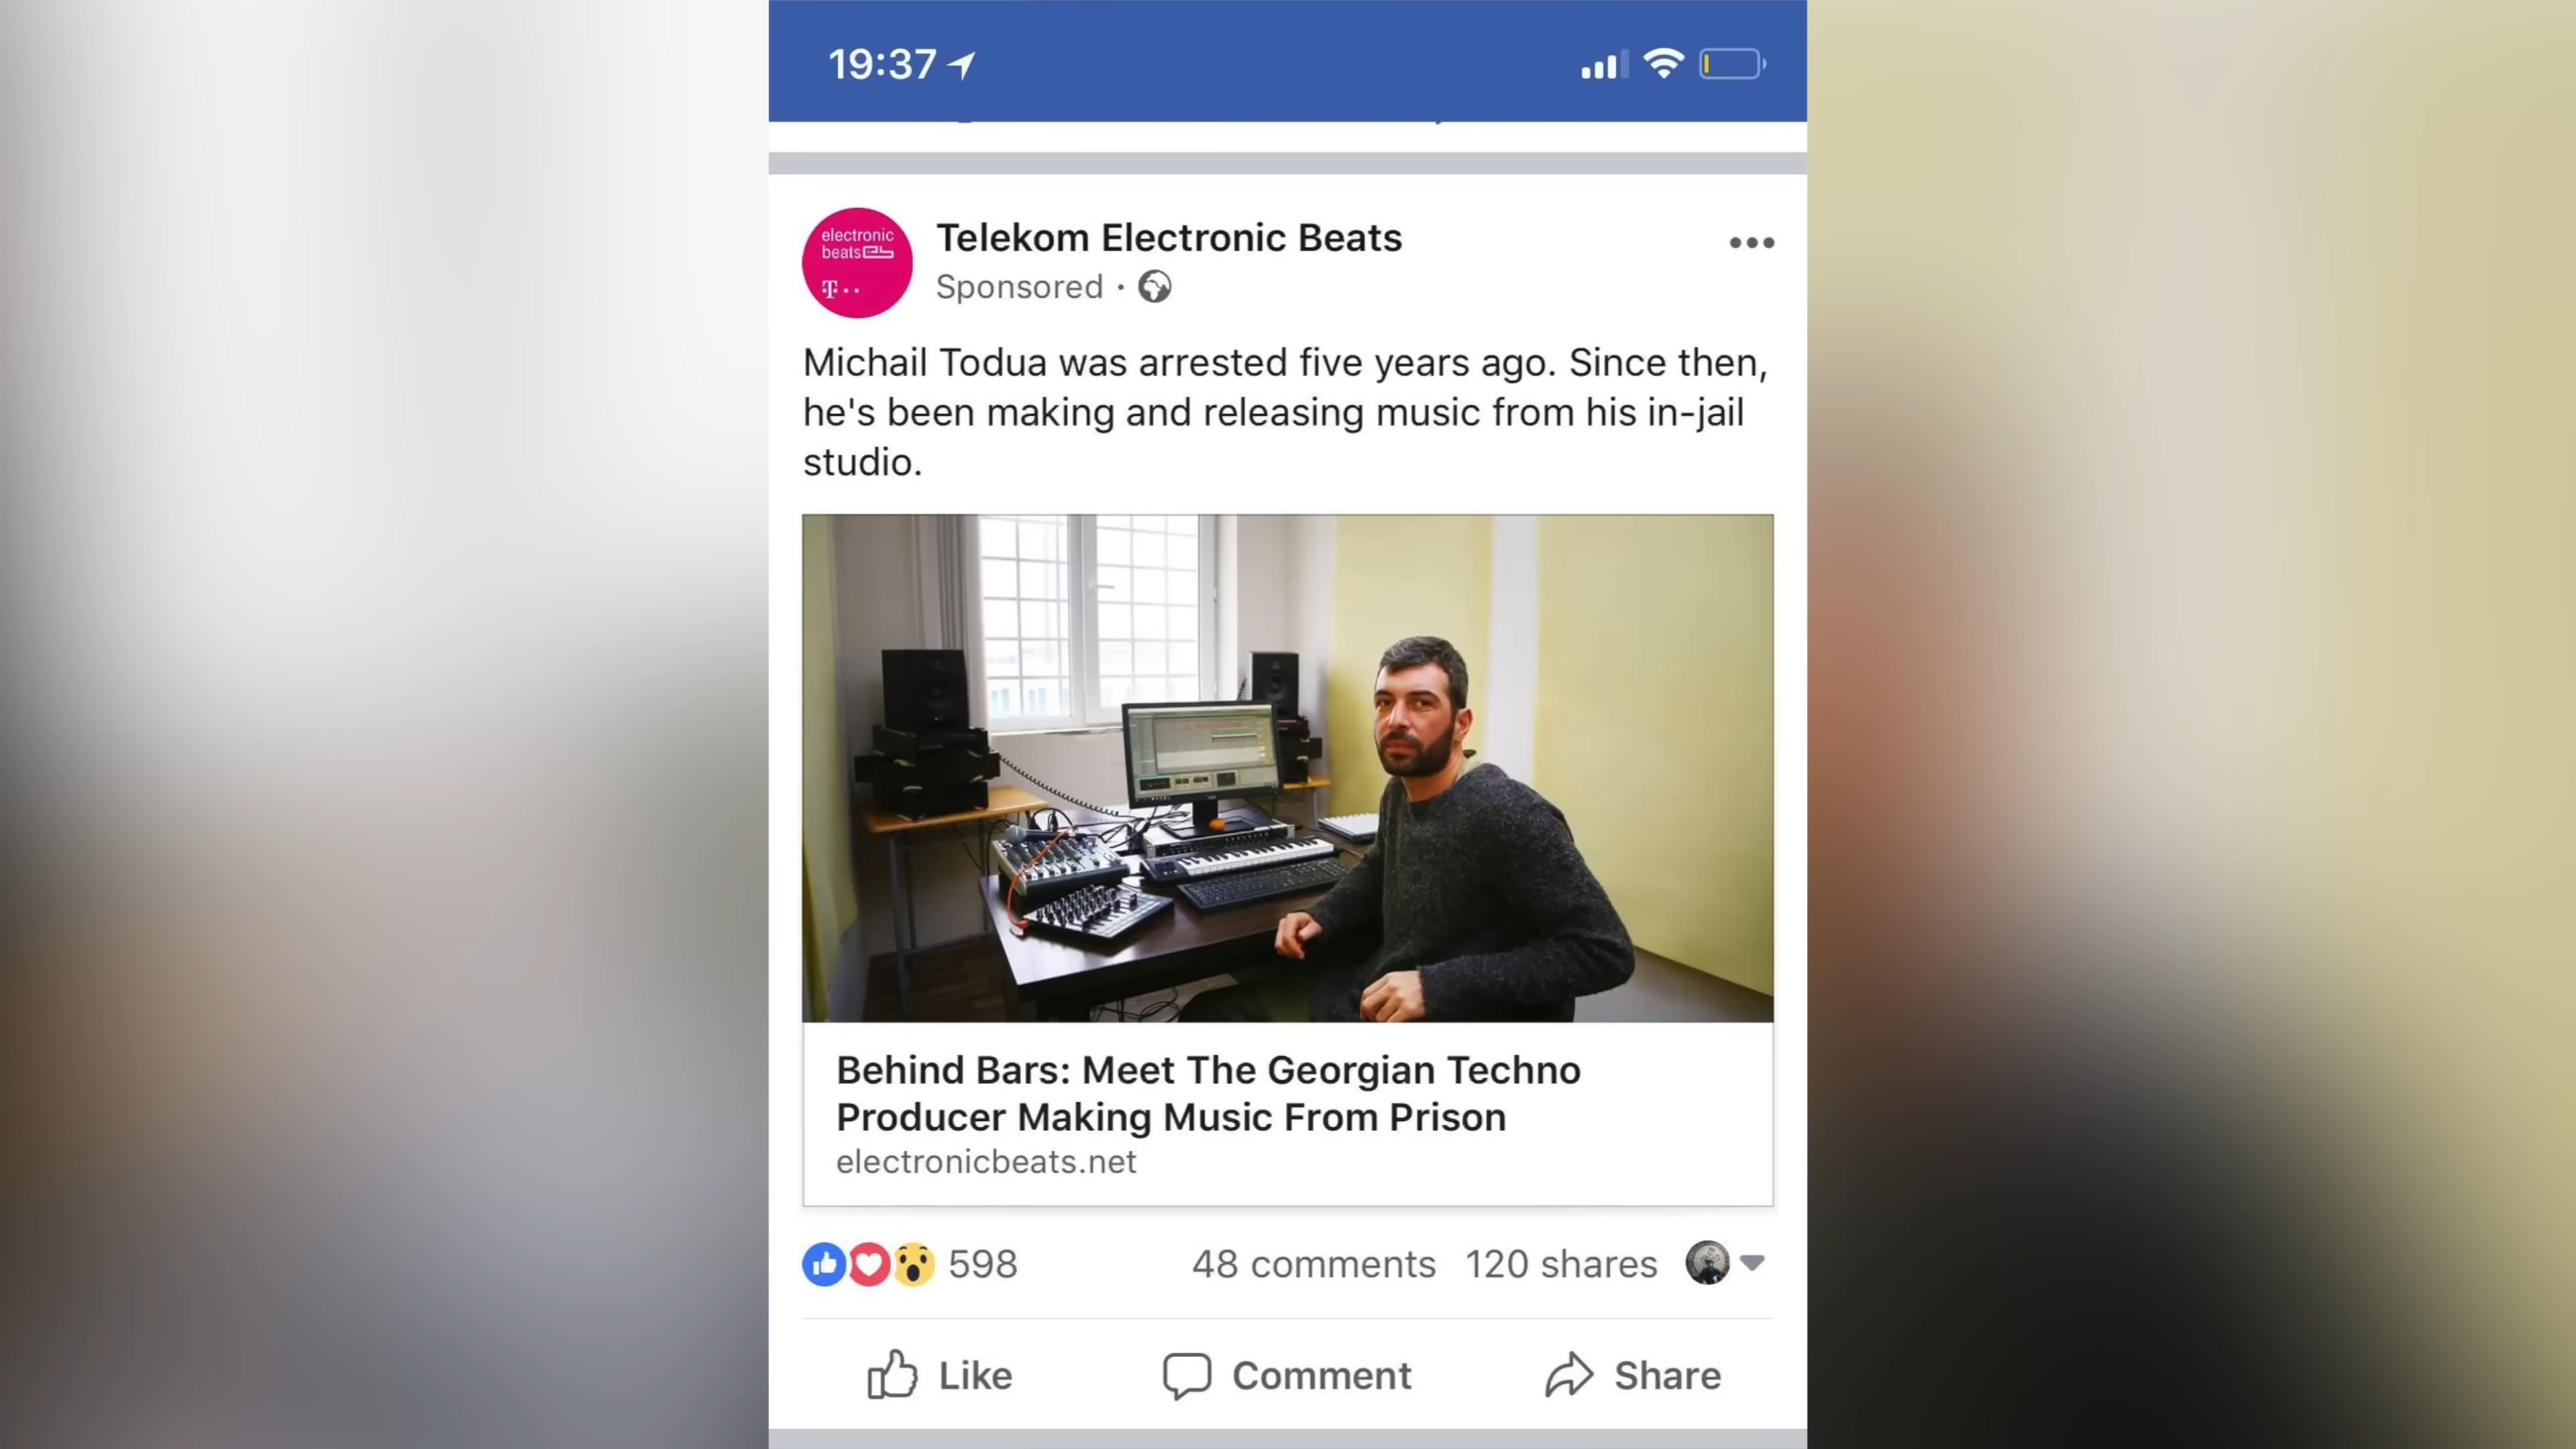 19:37
electronic
beats
T
Telekom Electronic Beats
Sponsored ·
Michail Todua was arrested five years ago. Since then,
he's been making and releasing music from his in-jail
studio.
Behind Bars: Meet The Georgian Techno
Producer Making Music From Prison
electronicbeats.net
598 48 comments 120 shares
Like Comment Share